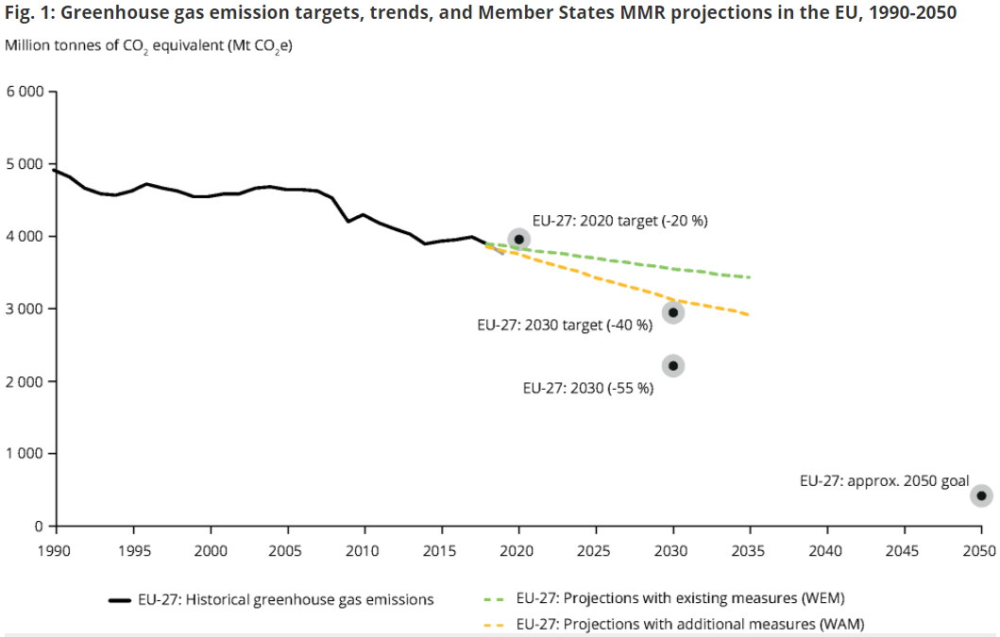 Fig. 1: Greenhouse gas emission targets, trends, and Member States MMR projections in the EU, 1990-2050
Million tonnes of CO₂ equivalent (Mt CO₂e)
6 000
5 000
4 000
3 000
2 000
1 000
0
EU-27: 2020 target (-20 %)
EU-27: 2030 target (-40 %)
EU-27: 2030 (-55 %)
EU-27: approx. 2050 goal
1990 1995 2000 2005 2010 2015 2020 2025 2030 2035 2040 2045 2050
EU-27: Historical greenhouse gas emissions
EU-27: Projections with existing measures (WEM)
EU-27: Projections with additional measures (WAM)